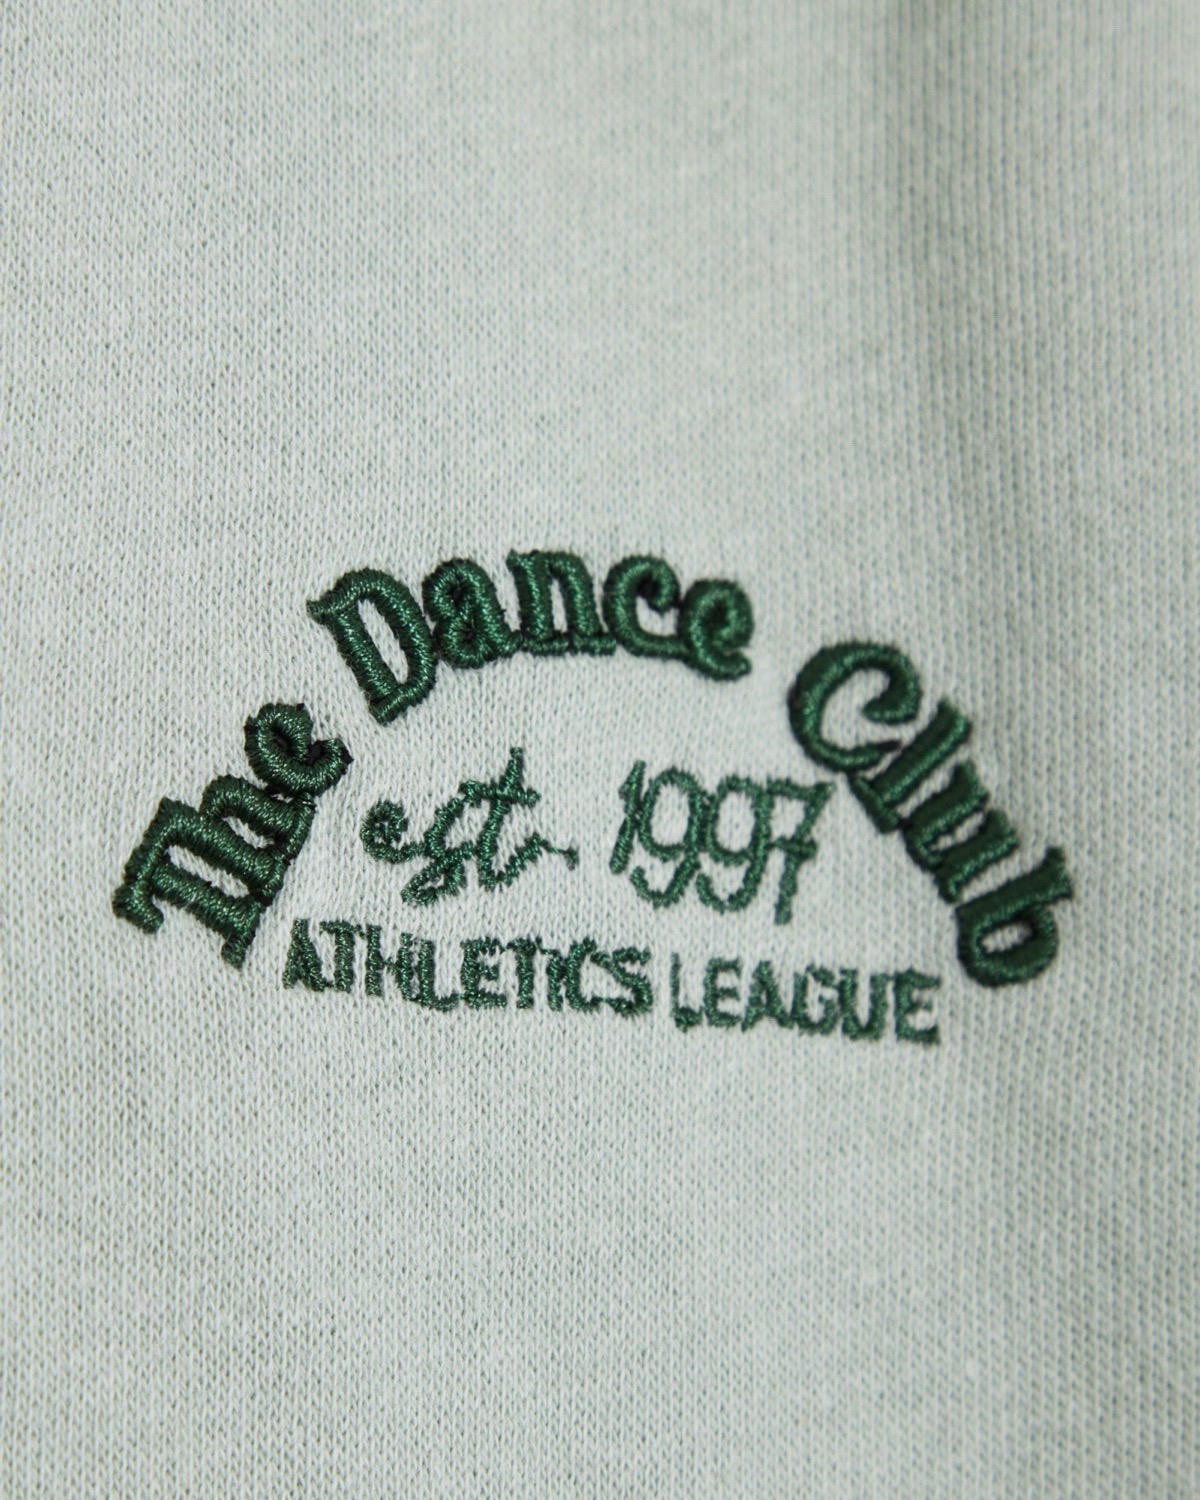 The Dance Club
est. 1997
ATHLETICS LEAGUE